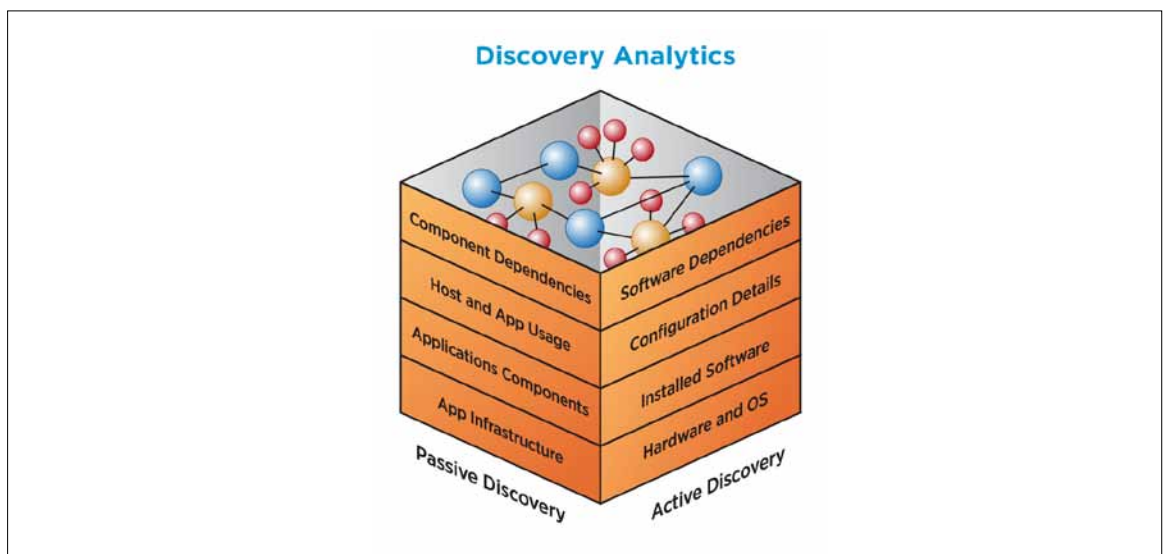 Discovery Analytics
Component Dependencies
Host and App Usage
Applications Components
App Infrastructure
Passive Discovery
Software Dependencies
Configuration Details
Installed Software
Hardware and OS
Active Discovery